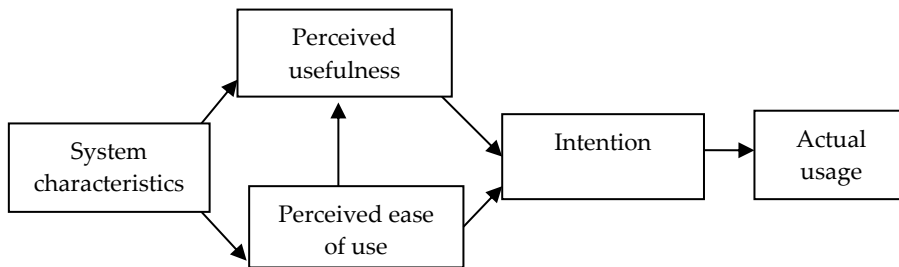 Perceived
usefulness
System
characteristics
Perceived ease
of use
Intention
Actual
usage